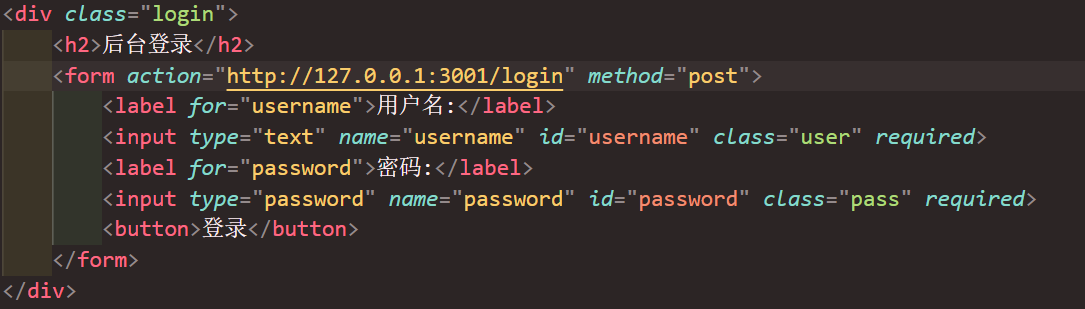 <div class="login">
<h2>后台登录</h2>
<form action="http://127.0.0.1:3001/login" method="post">
<label for="username">用户名:</label>
<input type="text" name="username" id="username" class="user" required>
<label for="password">密码:</label>
<input type="password" name="password" id="password" class="pass" required>
<button>登录</button>
</form>
</div>